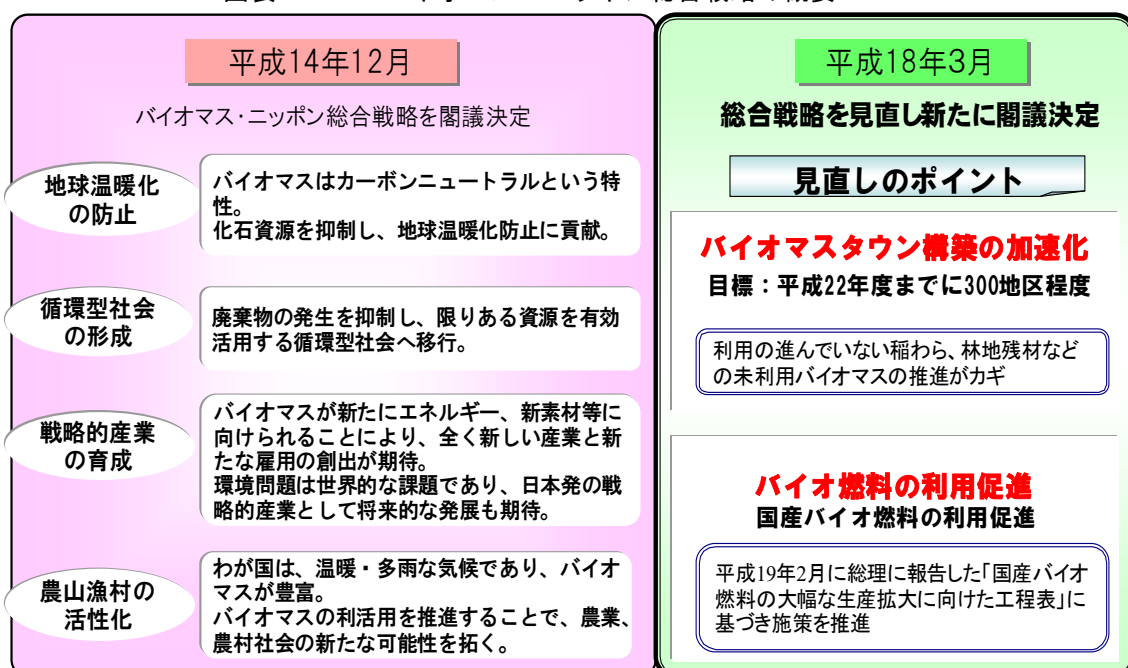 平成14年12月
バイオマス・ニッポン総合戦略を閣議決定
地球温暖化
の防止
バイオマスはカーボンニュートラルという特
性。
化石資源を抑制し、地球温暖化防止に貢献。
循環型社会
の形成
廃棄物の発生を抑制し、限りある資源を有効
活用する循環型社会へ移行。
戦略的産業
の育成
バイオマスが新たにエネルギー、新素材等に
向けられることにより、全く新しい産業と新
たな雇用の創出が期待。
環境問題は世界的な課題であり、日本発の戦
略的産業として将来的な発展も期待。
農山漁村の
活性化
わが国は、温暖・多雨な気候であり、バイオ
マスが豊富。
バイオマスの利活用を推進することで、農業、
農村社会の新たな可能性を拓く。
平成18年3月
総合戦略を見直し新たに閣議決定
見直しのポイント
バイオマスタウン構築の加速化
目標：平成22年度までに300地区程度
利用の進んでいない稲わら、林地残材など
の未利用バイオマスの推進がカギ
バイオ燃料の利用促進
国産バイオ燃料の利用促進
平成19年2月に総理に報告した「国産バイオ
燃料の大幅な生産拡大に向けた工程表」に
基づき施策を推進